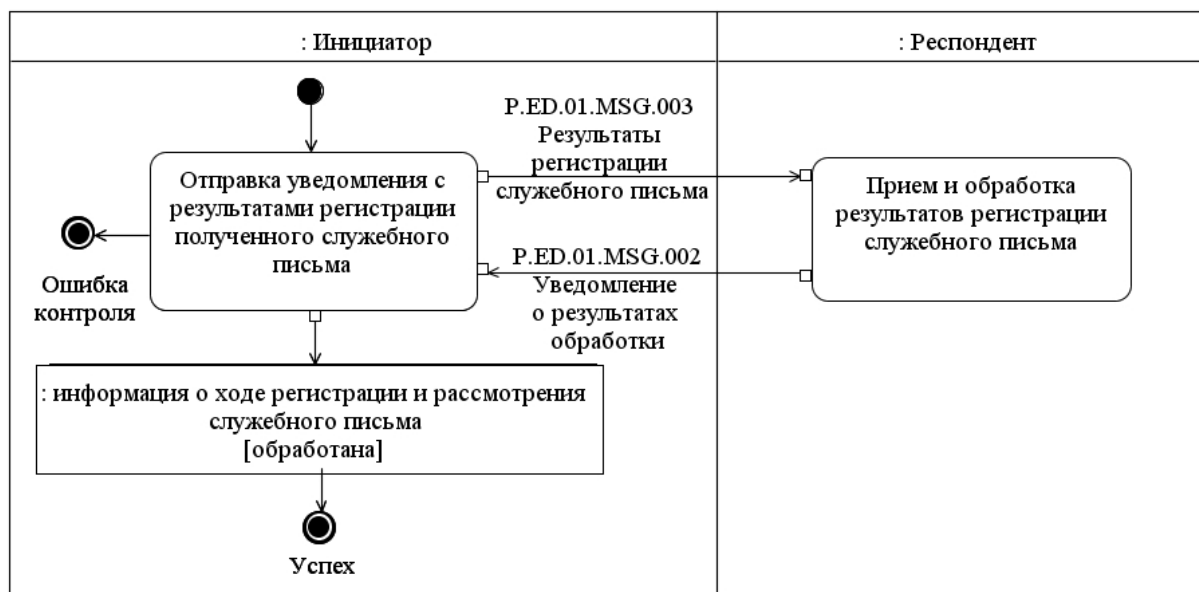 : Инициатор
: Респондент
P.ED.01.MSG.003
Результаты
регистрации
служебного письма
Отправка уведомления с
результатами регистрации
полученного служебного
письма
Прием и обработка
результатов регистрации
служебного письма
P.ED.01.MSG.002
Уведомление
о результатах
обработки
Ошибка
контроля
: информация о ходе регистрации и рассмотрения
служебного письма
[обработана]
Успех